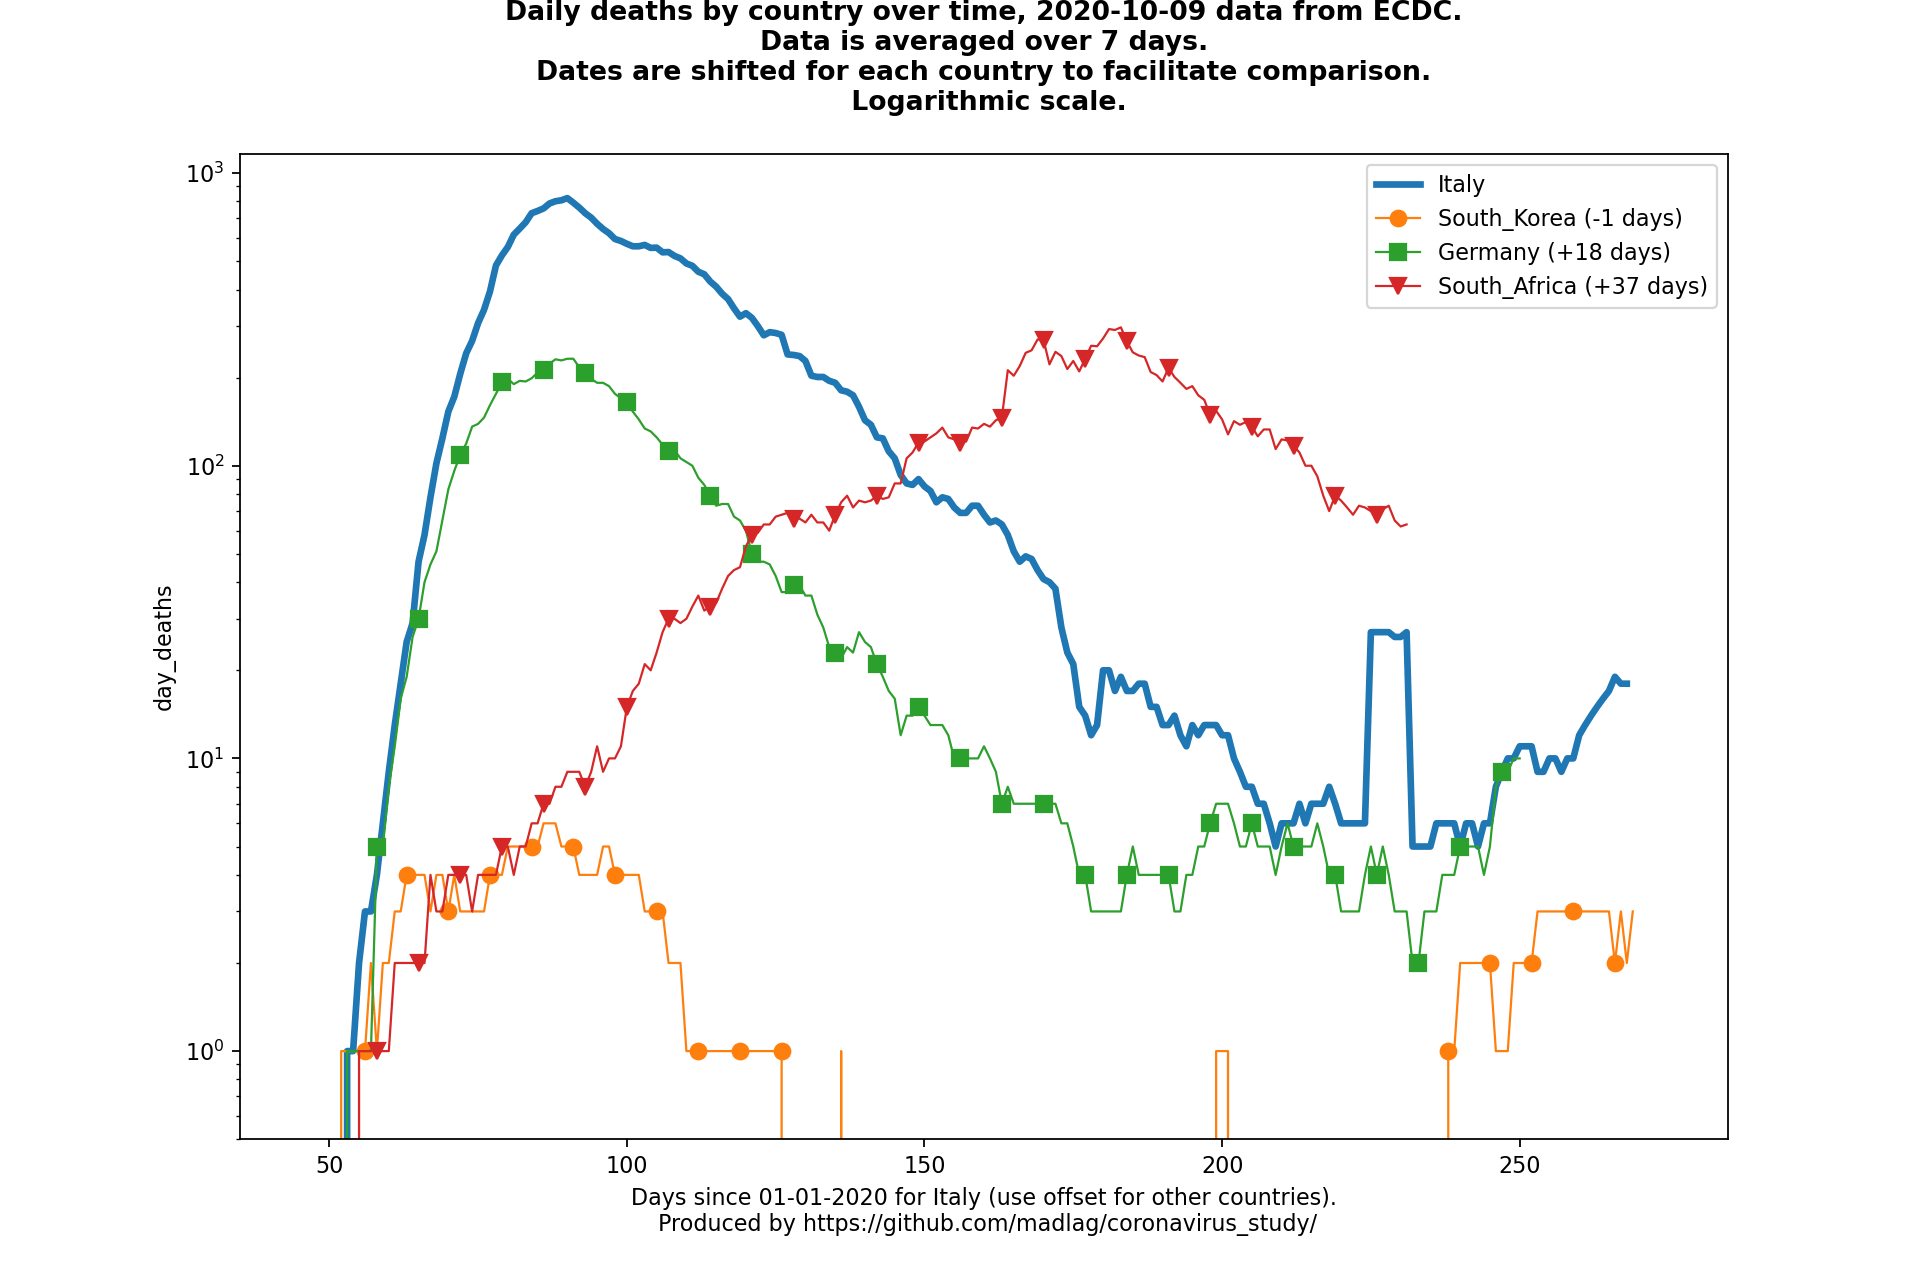 Daily deaths by country over time, 2020-10-09 data from ECDC.
Data is averaged over 7 days.
Dates are shifted for each country to facilitate comparison.
Logarithmic scale.
10³
10²
10¹
10⁰
day_deaths
Italy
South_Korea (-1 days)
Germany (+18 days)
South_Africa (+37 days)
50 100 150 200 250
Days since 01-01-2020 for Italy (use offset for other countries).
Produced by https://github.com/madlag/coronavirus_study/